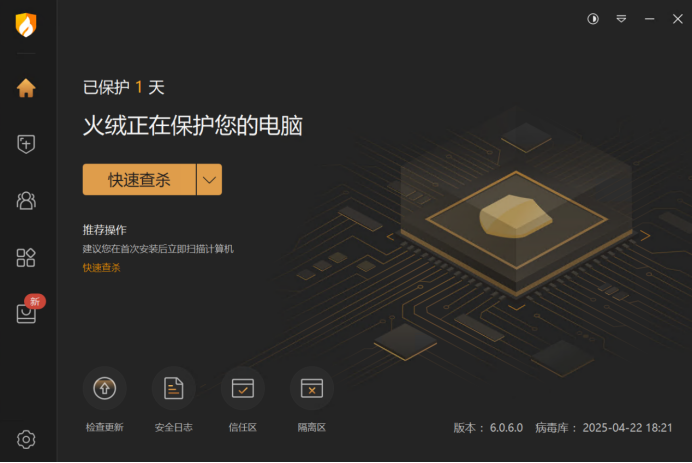 已保护 1 天
火绒正在保护您的电脑
快速查杀
推荐操作
建议您在首次安装后立即扫描计算机
快速查杀
新
检查更新 安全日志 信任区 隔离区
版本： 6.0.6.0 病毒库： 2025-04-22 18:21